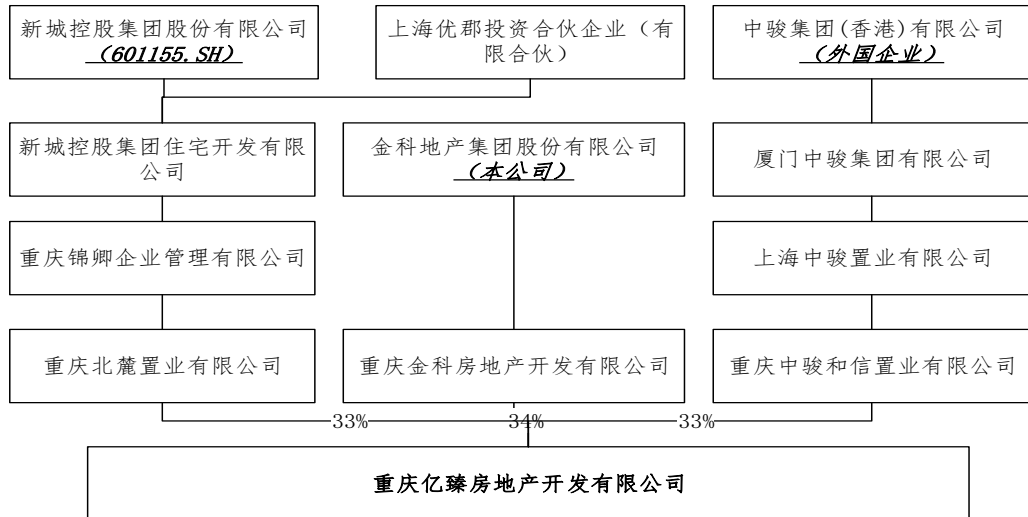 新城控股集团股份有限公司
(601155.SH)
上海优郡投资合伙企业（有
限合伙）
中骏集团(香港)有限公司
(外国企业)
新城控股集团住宅开发有限
公司
金科地产集团股份有限公司
(本公司)
厦门中骏集团有限公司
重庆锦卿企业管理有限公司
上海中骏置业有限公司
重庆北麓置业有限公司
重庆金科房地产开发有限公司
重庆中骏和信置业有限公司
33%
34%
33%
重庆亿臻房地产开发有限公司